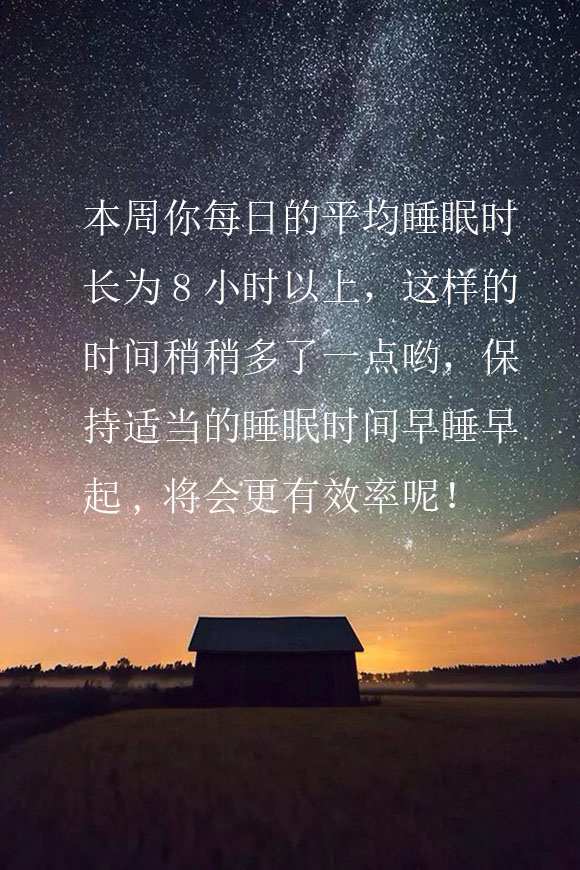 本周你每日的平均睡眠时
长为 8 小时以上，这样的
时间稍稍多了一点哟，保
持适当的睡眠时间早睡早
起，将会更有效率呢！